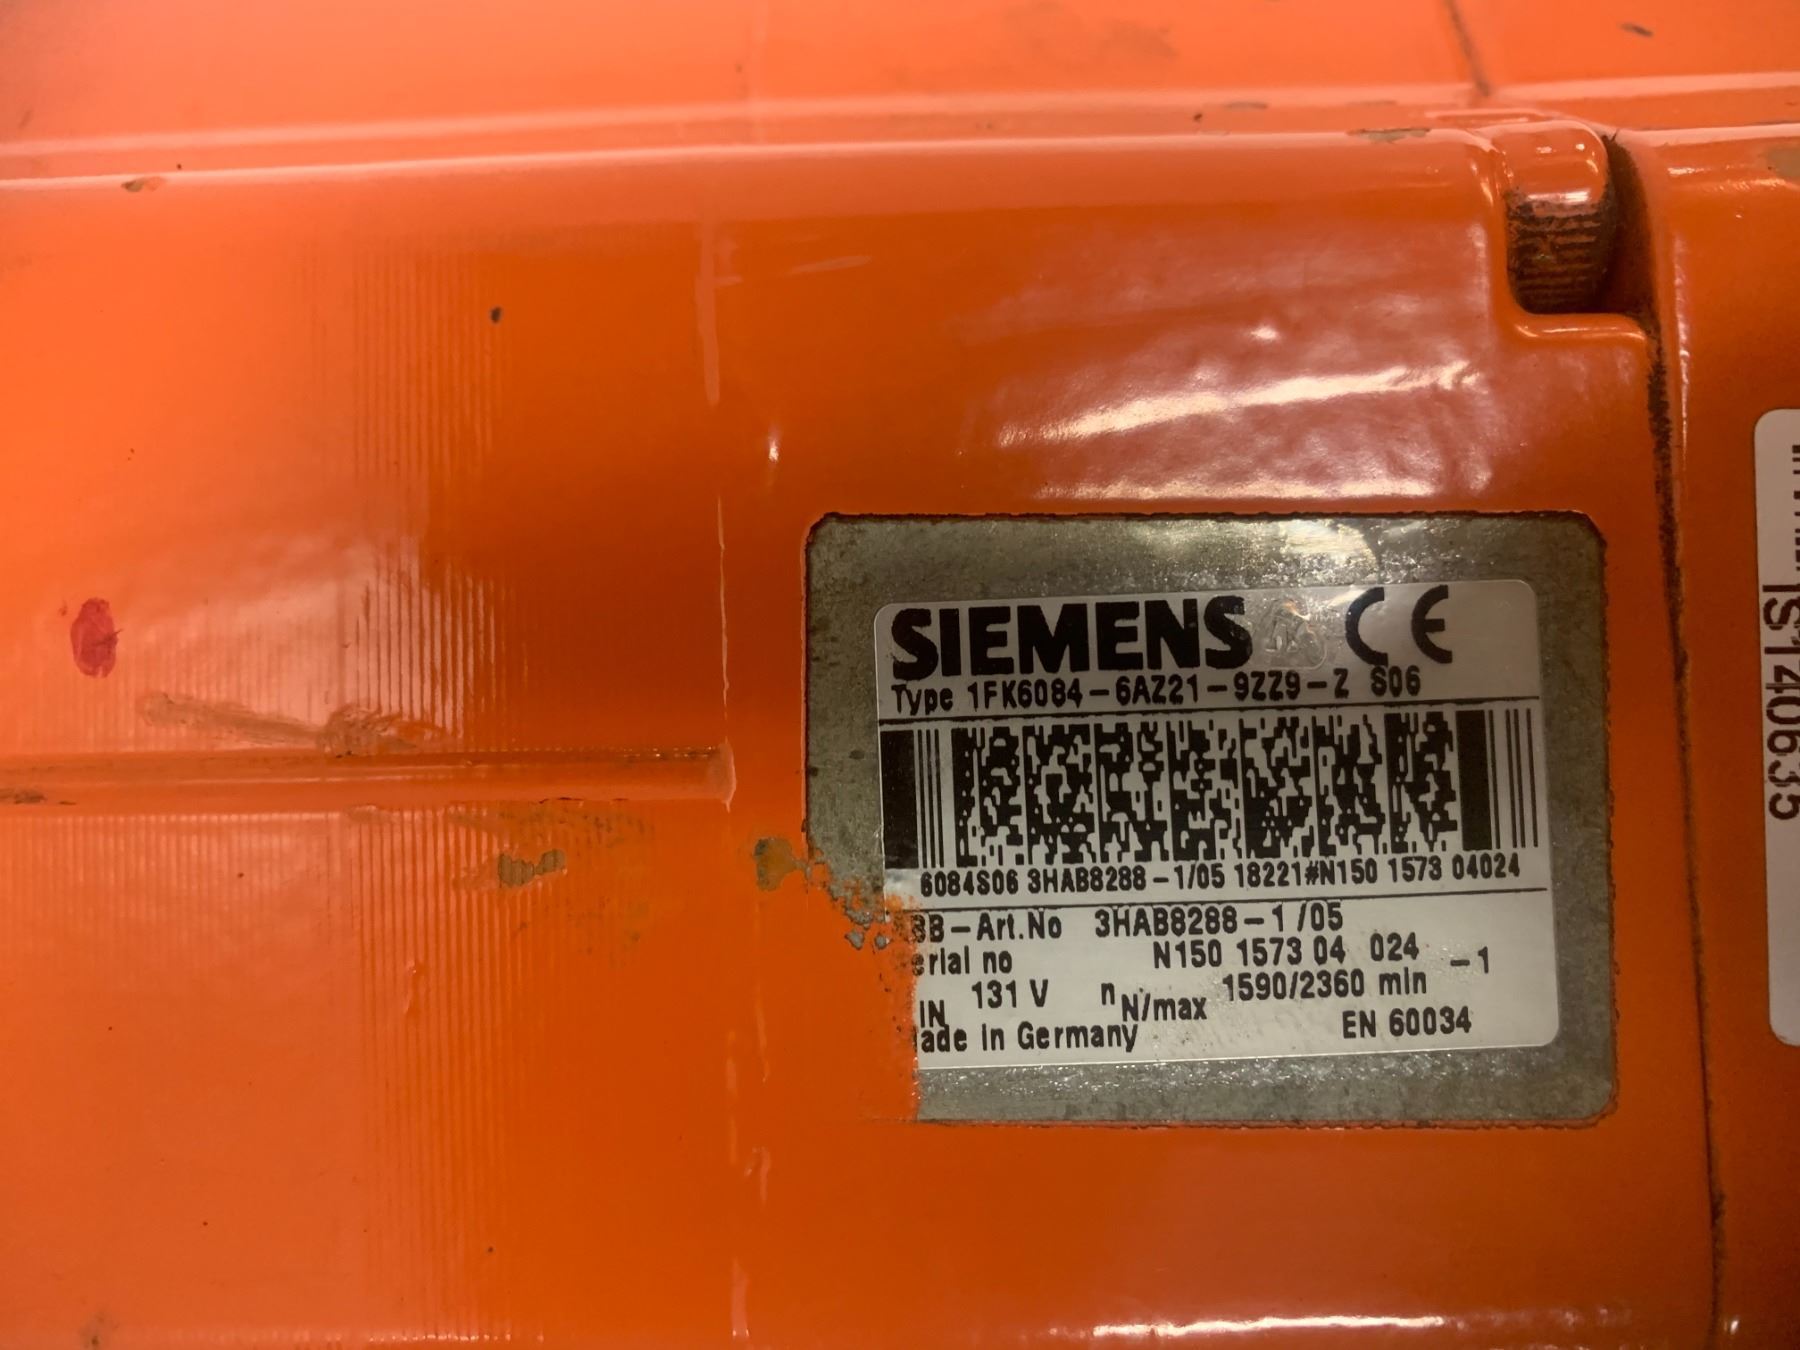 SIEMENS CE
Type 1FK6084-6AZ21-9ZZ9-Z S06
6084S06 3HAB8288-1/05 18221#N150 1573 04024
BB-Art.No 3HAB8288-1/05
erial no N150 1573 04 024
IN 131 V nN/max 1590/2360 min -1
ade in Germany EN 60034
IS140635